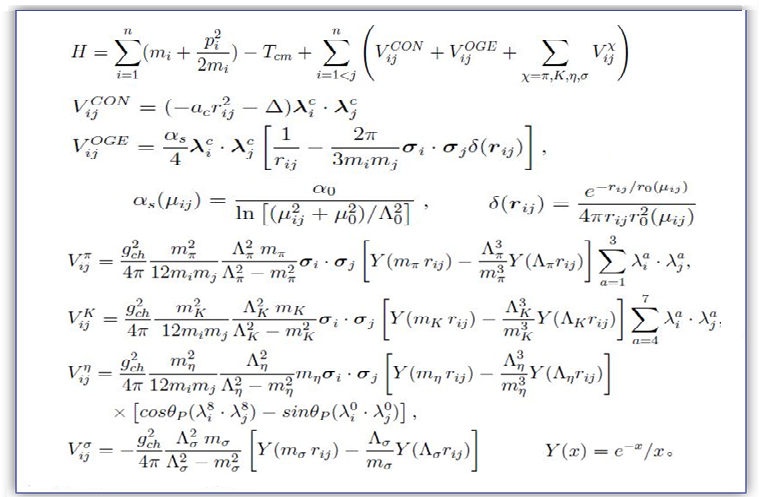 H = \sum_{i=1}^{n} (m_i + \frac{p_i^2}{2m_i}) - T_{cm} + \sum_{i=1<j}^{n} \left( V_{ij}^{CON} + V_{ij}^{OGE} + \sum_{\chi=\pi,K,\eta,\sigma} V_{ij}^{\chi} \right)
V_{ij}^{CON} = (-a_c r_{ij}^2 - \Delta) \boldsymbol{\lambda}_i^c \cdot \boldsymbol{\lambda}_j^c
V_{ij}^{OGE} = \frac{\alpha_s}{4} \boldsymbol{\lambda}_i^c \cdot \boldsymbol{\lambda}_j^c \left[ \frac{1}{r_{ij}} - \frac{2\pi}{3m_i m_j} \boldsymbol{\sigma}_i \cdot \boldsymbol{\sigma}_j \delta(\boldsymbol{r}_{ij}) \right] ,
\alpha_s(\mu_{ij}) = \frac{\alpha_0}{\ln \left[ (\mu_{ij}^2 + \mu_0^2)/\Lambda_0^2 \right]} , \delta(\boldsymbol{r}_{ij}) = \frac{e^{-r_{ij}/r_0(\mu_{ij})}}{4\pi r_{ij} r_0^2(\mu_{ij})}
V_{ij}^{\pi} = \frac{g_{ch}^2}{4\pi} \frac{m_\pi^2}{12m_i m_j} \frac{\Lambda_\pi^2 m_\pi}{\Lambda_\pi^2 - m_\pi^2} \boldsymbol{\sigma}_i \cdot \boldsymbol{\sigma}_j \left[ Y(m_\pi r_{ij}) - \frac{\Lambda_\pi^3}{m_\pi^3} Y(\Lambda_\pi r_{ij}) \right] \sum_{a=1}^{3} \lambda_i^a \cdot \lambda_j^a,
V_{ij}^{K} = \frac{g_{ch}^2}{4\pi} \frac{m_K^2}{12m_i m_j} \frac{\Lambda_K^2 m_K}{\Lambda_K^2 - m_K^2} \boldsymbol{\sigma}_i \cdot \boldsymbol{\sigma}_j \left[ Y(m_K r_{ij}) - \frac{\Lambda_K^3}{m_K^3} Y(\Lambda_K r_{ij}) \right] \sum_{a=4}^{7} \lambda_i^a \cdot \lambda_j^a,
V_{ij}^{\eta} = \frac{g_{ch}^2}{4\pi} \frac{m_\eta^2}{12m_i m_j} \frac{\Lambda_\eta^2}{\Lambda_\eta^2 - m_\eta^2} m_\eta \boldsymbol{\sigma}_i \cdot \boldsymbol{\sigma}_j \left[ Y(m_\eta r_{ij}) - \frac{\Lambda_\eta^3}{m_\eta^3} Y(\Lambda_\eta r_{ij}) \right]
\times \left[ cos\theta_P(\lambda_i^8 \cdot \lambda_j^8) - sin\theta_P(\lambda_i^0 \cdot \lambda_j^0) \right] ,
V_{ij}^{\sigma} = -\frac{g_{ch}^2}{4\pi} \frac{\Lambda_\sigma^2 m_\sigma}{\Lambda_\sigma^2 - m_\sigma^2} \left[ Y(m_\sigma r_{ij}) - \frac{\Lambda_\sigma}{m_\sigma} Y(\Lambda_\sigma r_{ij}) \right] Y(x) = e^{-x}/x。